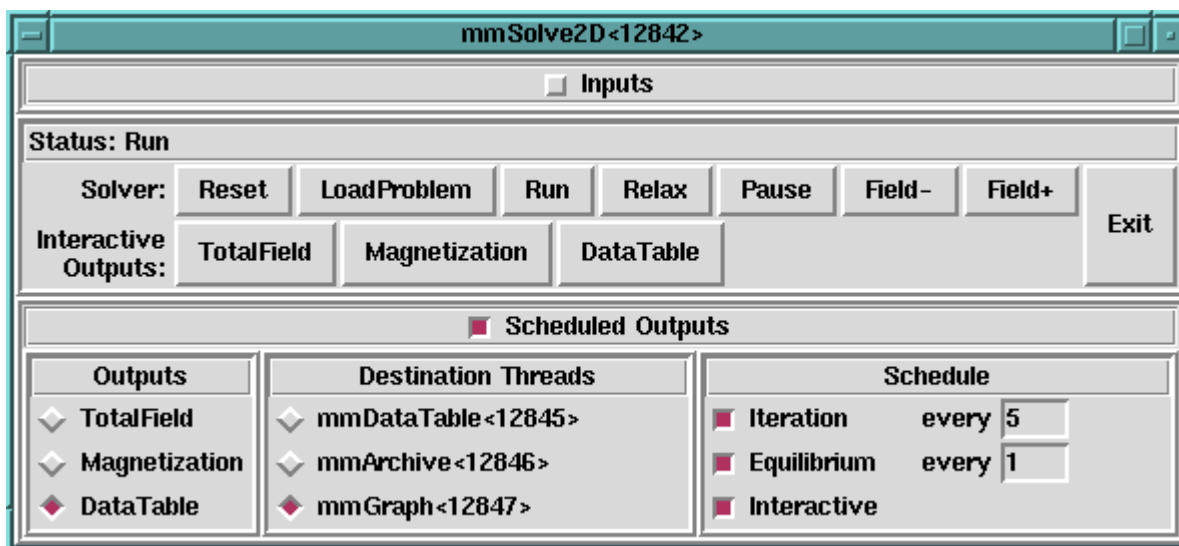 mmSolve2D<12842>
Inputs
Status: Run
Solver: Reset LoadProblem Run Relax Pause Field- Field+ Exit
Interactive Outputs: TotalField Magnetization DataTable
Scheduled Outputs
Outputs Destination Threads Schedule
TotalField mmDataTable<12845> Iteration every 5
Magnetization mmArchive<12846> Equilibrium every 1
DataTable mmGraph<12847> Interactive